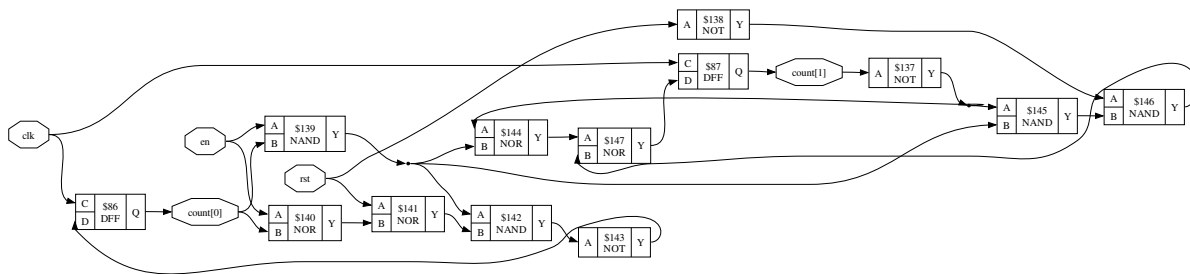 A $138 NOT Y
C D $87 DFF Q
count[1]
A $137 NOT Y
clk
en
A B $139 NAND Y
A B $144 NOR Y
A B $147 NOR Y
A B $145 NAND Y
A B $146 NAND Y
rst
C D $86 DFF Q
count[0]
A B $140 NOR Y
A B $141 NOR Y
A B $142 NAND Y
A $143 NOT Y